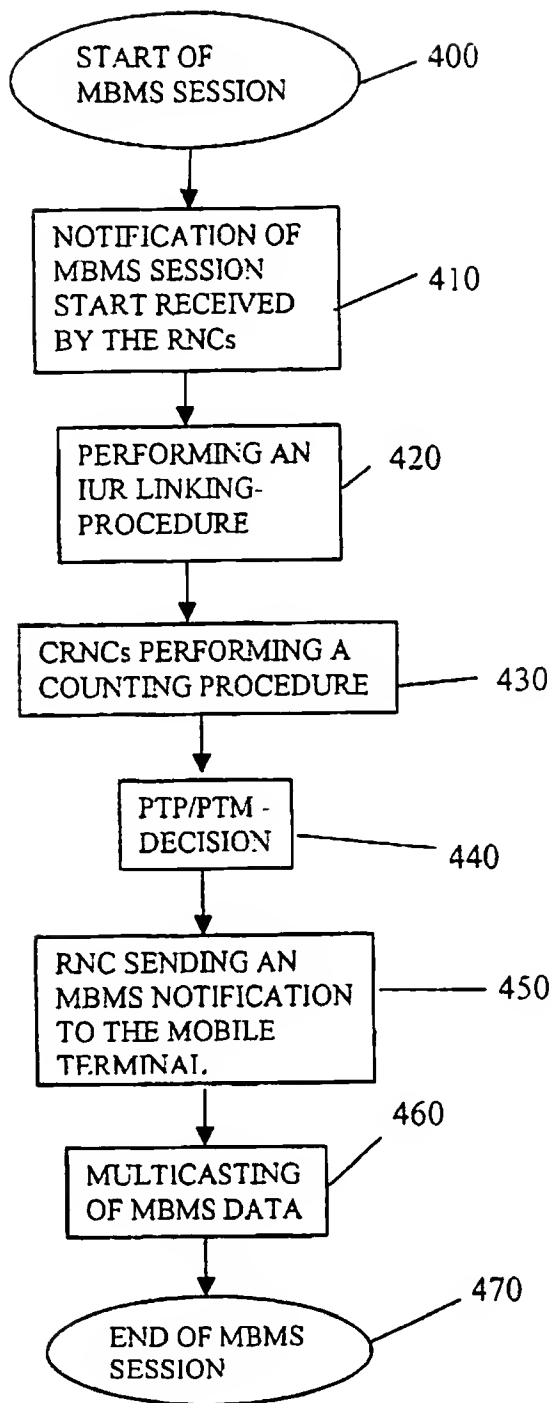 START OF
MBMS SESSION
400
NOTIFICATION OF
MBMS SESSION
START RECEIVED
BY THE RNCs
410
PERFORMING AN
IUR LINKING-
PROCEDURE
420
CRNCs PERFORMING A
COUNTING PROCEDURE
430
PTP/PTM -
DECISION
440
RNC SENDING AN
MBMS NOTIFICATION
TO THE MOBILE
TERMINAL
450
460
MULTICASTING
OF MBMS DATA
470
END OF MBMS
SESSION